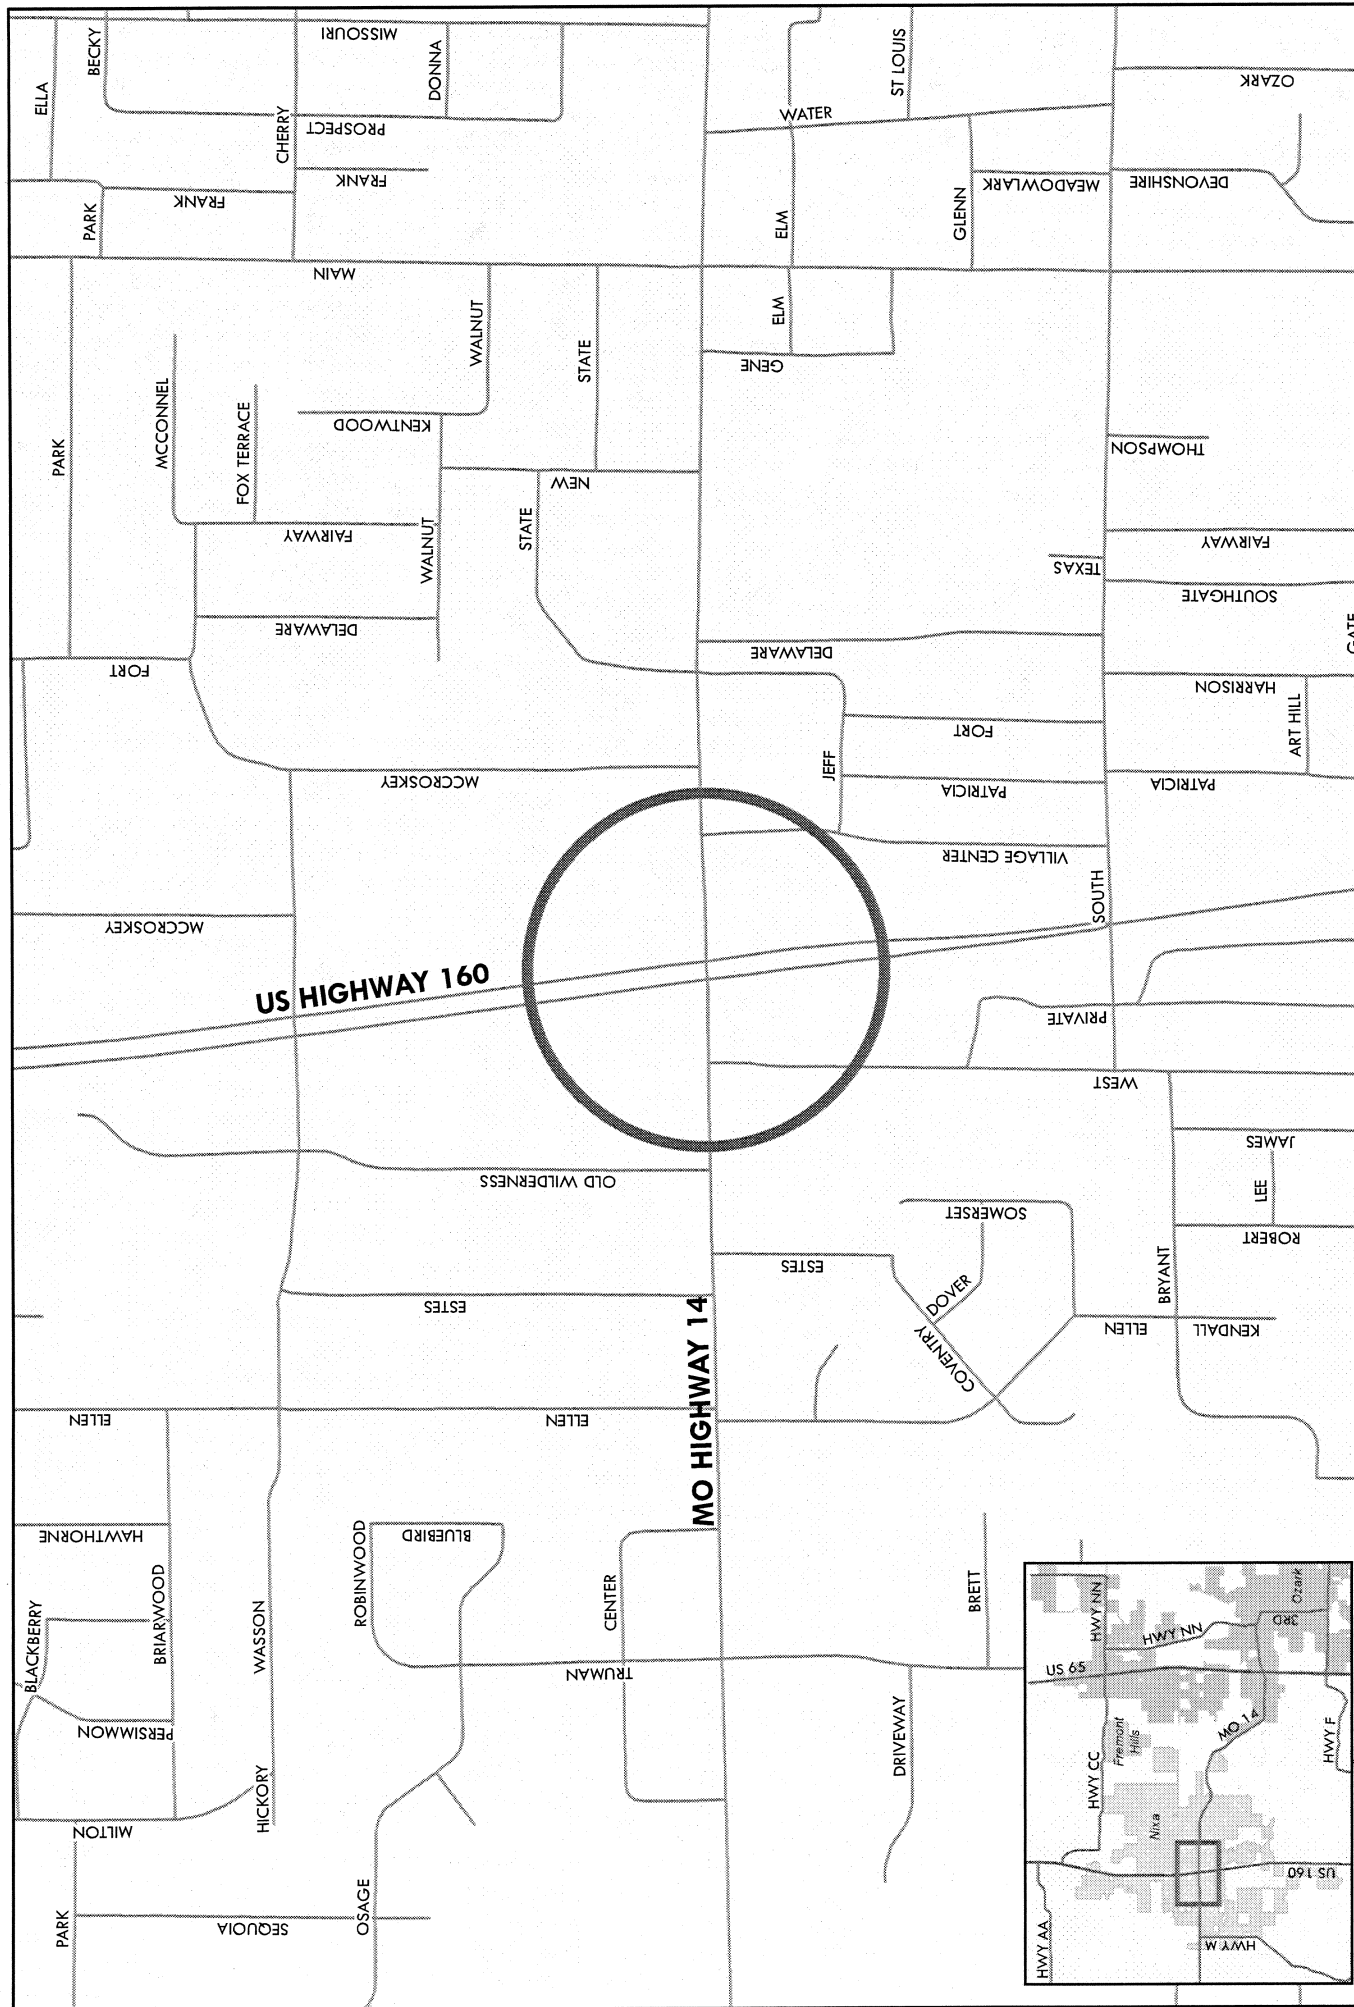 ELLA
BECKY
MISSOURI
DONNA
ST LOUIS
OZARK
CHERRY
PROSPECT
WATER
FRANK
FRANK
PARK
ELM
GLENN
MEADOWLARK
DEVONSHIRE
MAIN
WALNUT
STATE
ELM
GENE
PARK
MCCONNEL
FOX TERRACE
KENTWOOD
THOMPSON
NEW
FAIRWAY
WALNUT
STATE
TEXAS
FAIRWAY
SOUTHGATE
DELAWARE
DELAWARE
GATE
FORT
HARRISON
ART HILL
FORT
JEFF
MCCROSKEY
PATRICIA
PATRICIA
VILLAGE CENTER
SOUTH
MCCROSKEY
US HIGHWAY 160
PRIVATE
WEST
JAMES
OLD WILDERNESS
LEE
SOMERSET
ROBERT
ESTES
DOVER
BRYANT
ESTES
MO HIGHWAY 14
COVENTRY
ELLEN
KENDALL
ELLEN
ELLEN
HAWTHORNE
ROBINWOOD
BLUEBIRD
BLACKBERRY
BRIARWOOD
WASSON
CENTER
BRETT
TRUMAN
PERSIMMON
DRIVEWAY
HICKORY
MILTON
OSAGE
PARK
SEQUOIA
HWY NN
HWY NN
Ozark
3RD
US 65
MO 14
Fremont
Hills
HWY F
HWY CC
Nixa
US 160
HWY AA
HWY M